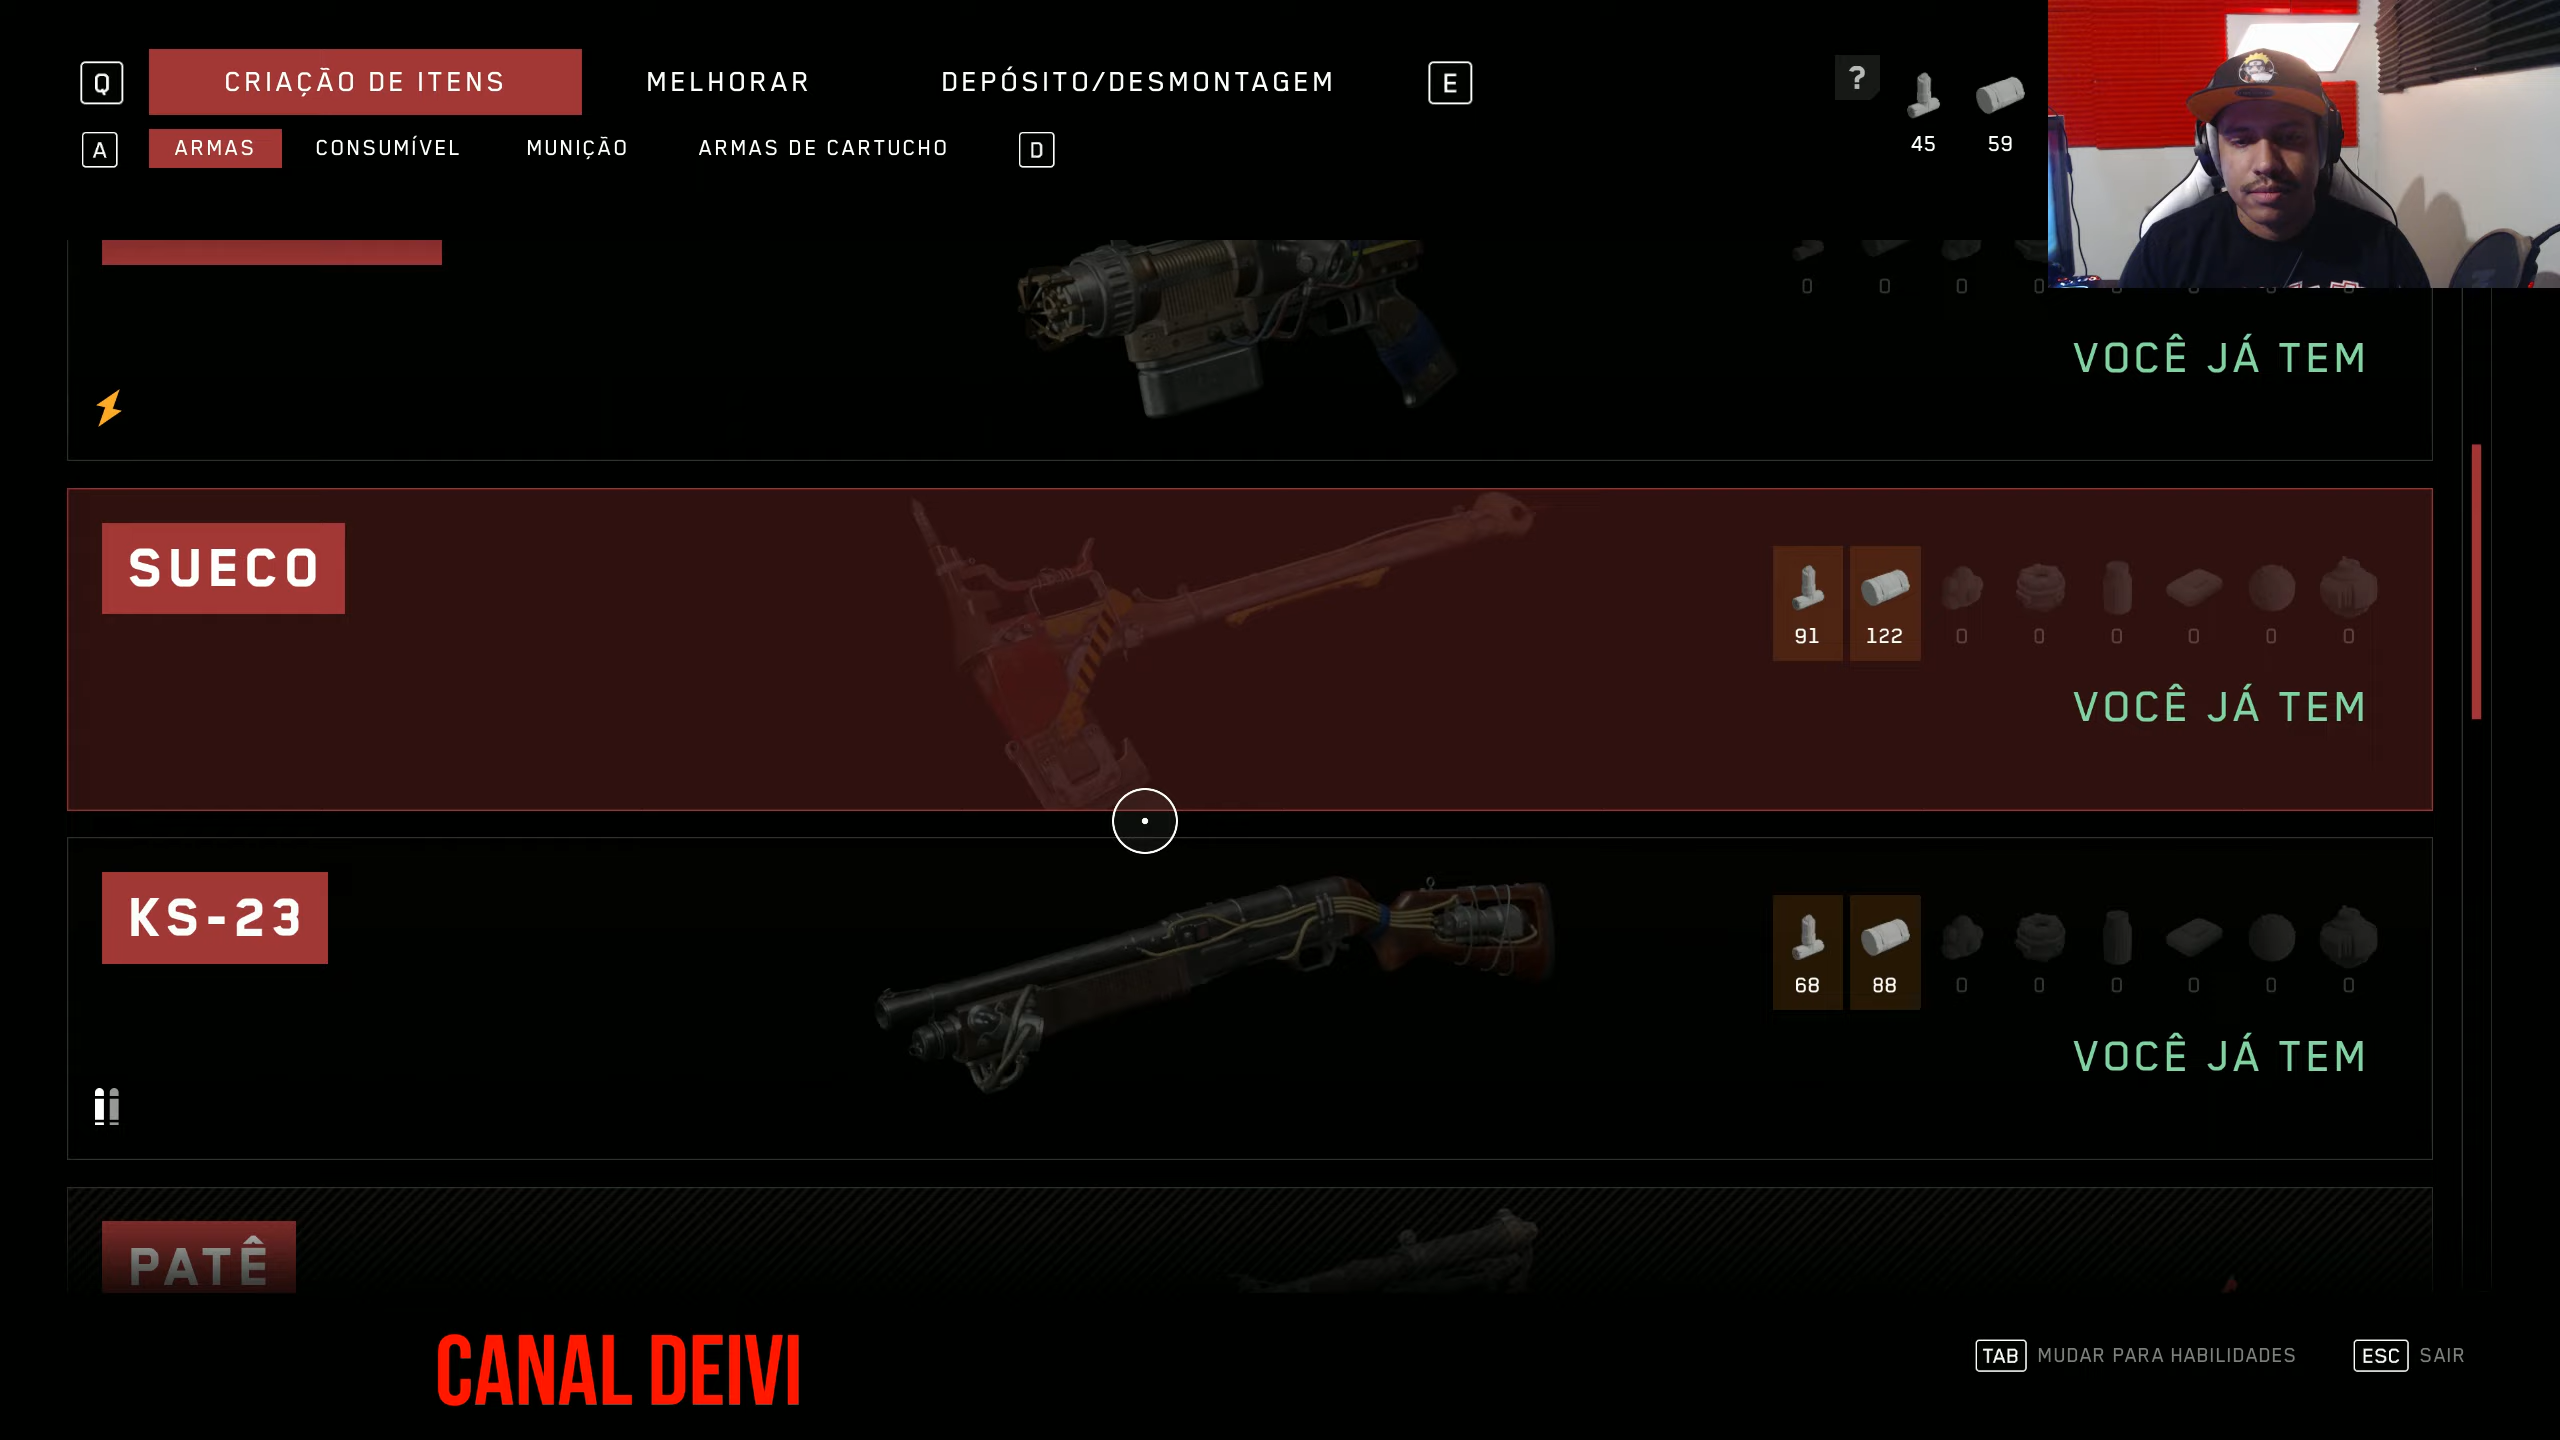 Q CRIAÇÃO DE ITENS MELHORAR DEPÓSITO/DESMONTAGEM E ?
A ARMAS CONSUMÍVEL MUNIÇÃO ARMAS DE CARTUCHO D 45 59
0 0 0 0
VOCÊ JÁ TEM
SUECO
91 122 0 0 0 0 0 0
VOCÊ JÁ TEM
KS-23
68 88 0 0 0 0 0 0
VOCÊ JÁ TEM
PATÊ
CANAL DEIVI
TAB MUDAR PARA HABILIDADES ESC SAIR